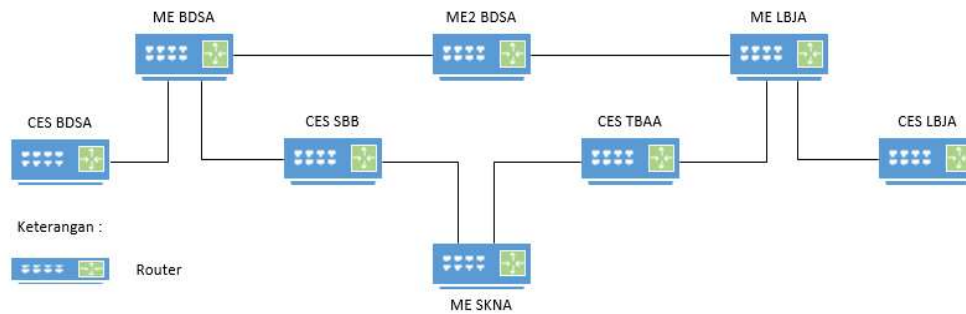 ME BDSA
ME2 BDSA
ME LBJA
CES BDSA
CES SBB
CES TBAA
CES LBJA
Keterangan :
Router
ME SKNA